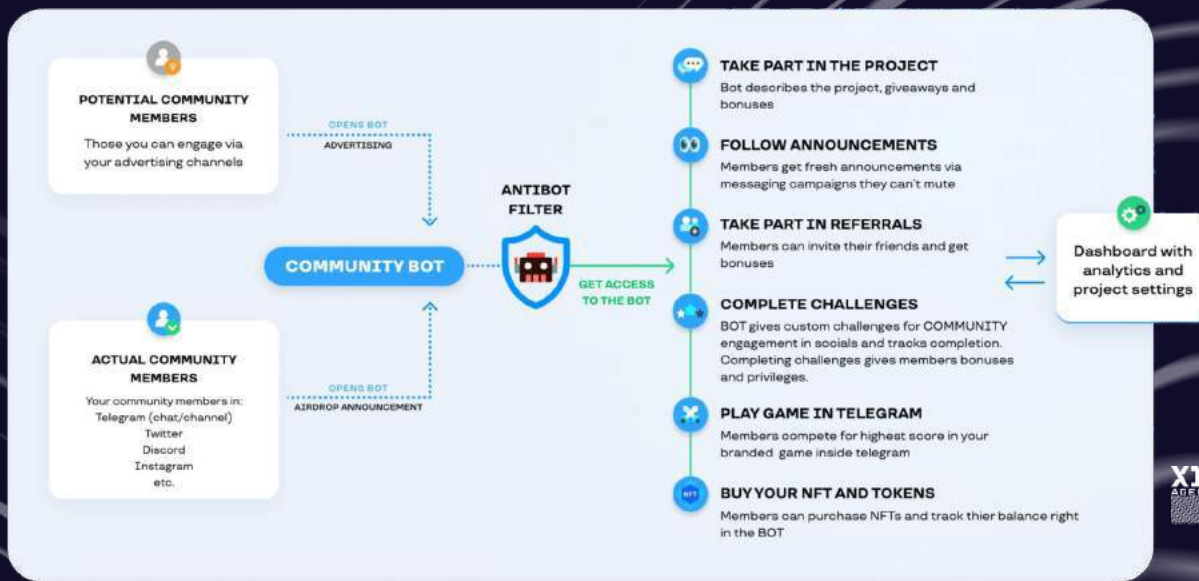 POTENTIAL COMMUNITY
MEMBERS
Those you can engage via
your advertising channels
OPENS BOT
ADVERTISING
COMMUNITY BOT
ACTUAL COMMUNITY
MEMBERS
Your community members in:
Telegram (chat/channel)
Twitter
Discord
Instagram
etc.
OPENS BOT
AIRDROP ANNOUNCEMENT
ANTIBOT
FILTER
GET ACCESS
TO THE BOT
TAKE PART IN THE PROJECT
Bot describes the project, giveaways and
bonuses
FOLLOW ANNOUNCEMENTS
Members get fresh announcements via
messaging campaigns they can't mute
TAKE PART IN REFERRALS
Members can invite their friends and get
bonuses
COMPLETE CHALLENGES
BOT gives custom challenges for COMMUNITY
engagement in socials and tracks completion.
Completing challenges gives members bonuses
and privileges.
PLAY GAME IN TELEGRAM
Members compete for highest score in your
branded game inside telegram
NFT
BUY YOUR NFT AND TOKENS
Members can purchase NFTs and track thier balance right
in the BOT
Dashboard with
analytics and
project settings